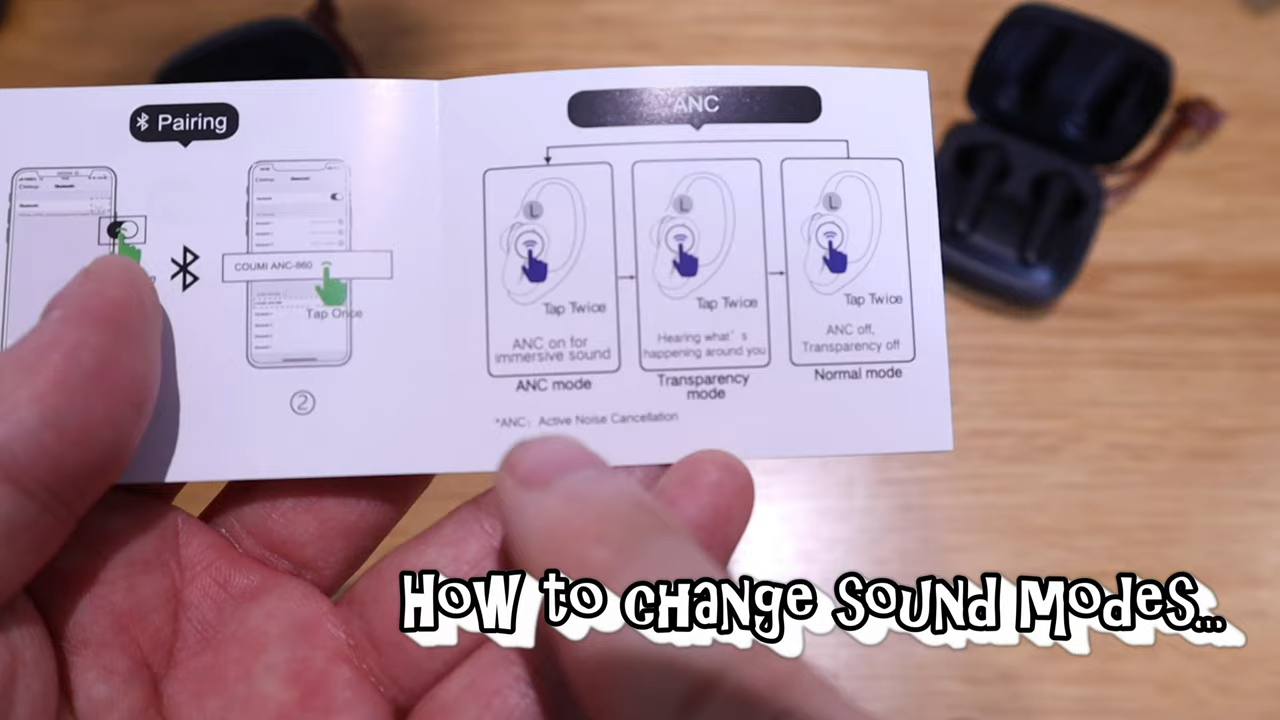 Pairing
COUMI ANC-860
Tap Once
②
ANC
L
Tap Twice
ANC on for
immersive sound
ANC mode
L
Tap Twice
Hearing what's
happening around you
Transparency
mode
L
Tap Twice
ANC off,
Transparency off
Normal mode
*ANC: Active Noise Cancellation
How to change sound modes...